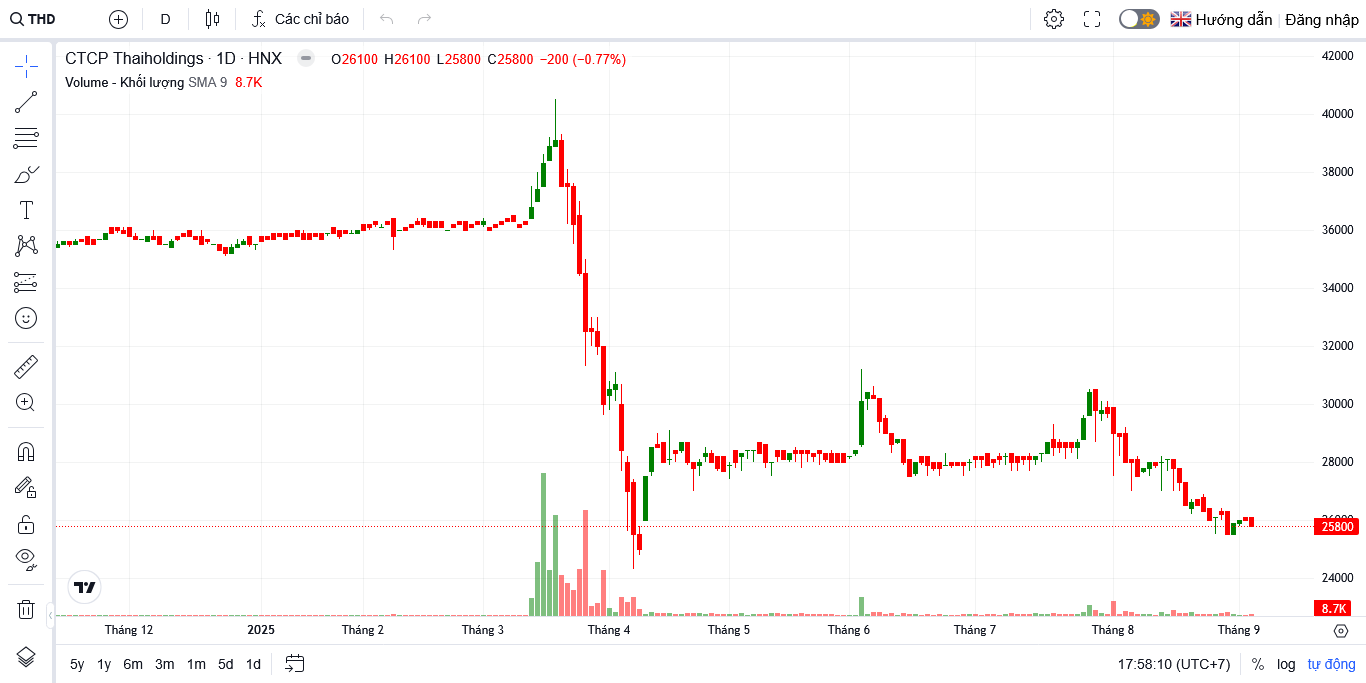 THD D Các chỉ báo Hướng dẫn Đăng nhập
CTCP Thaiholdings · 1D · HNX O26100 H26100 L25800 C25800 −200 (−0.77%)
Volume - Khối lượng SMA 9 8.7K
42000
40000
38000
36000
34000
32000
30000
28000
26000
25800
24000
8.7K
Tháng 12 2025 Tháng 2 Tháng 3 Tháng 4 Tháng 5 Tháng 6 Tháng 7 Tháng 8 Tháng 9
5y 1y 6m 3m 1m 5d 1d 17:58:10 (UTC+7) % log tự động